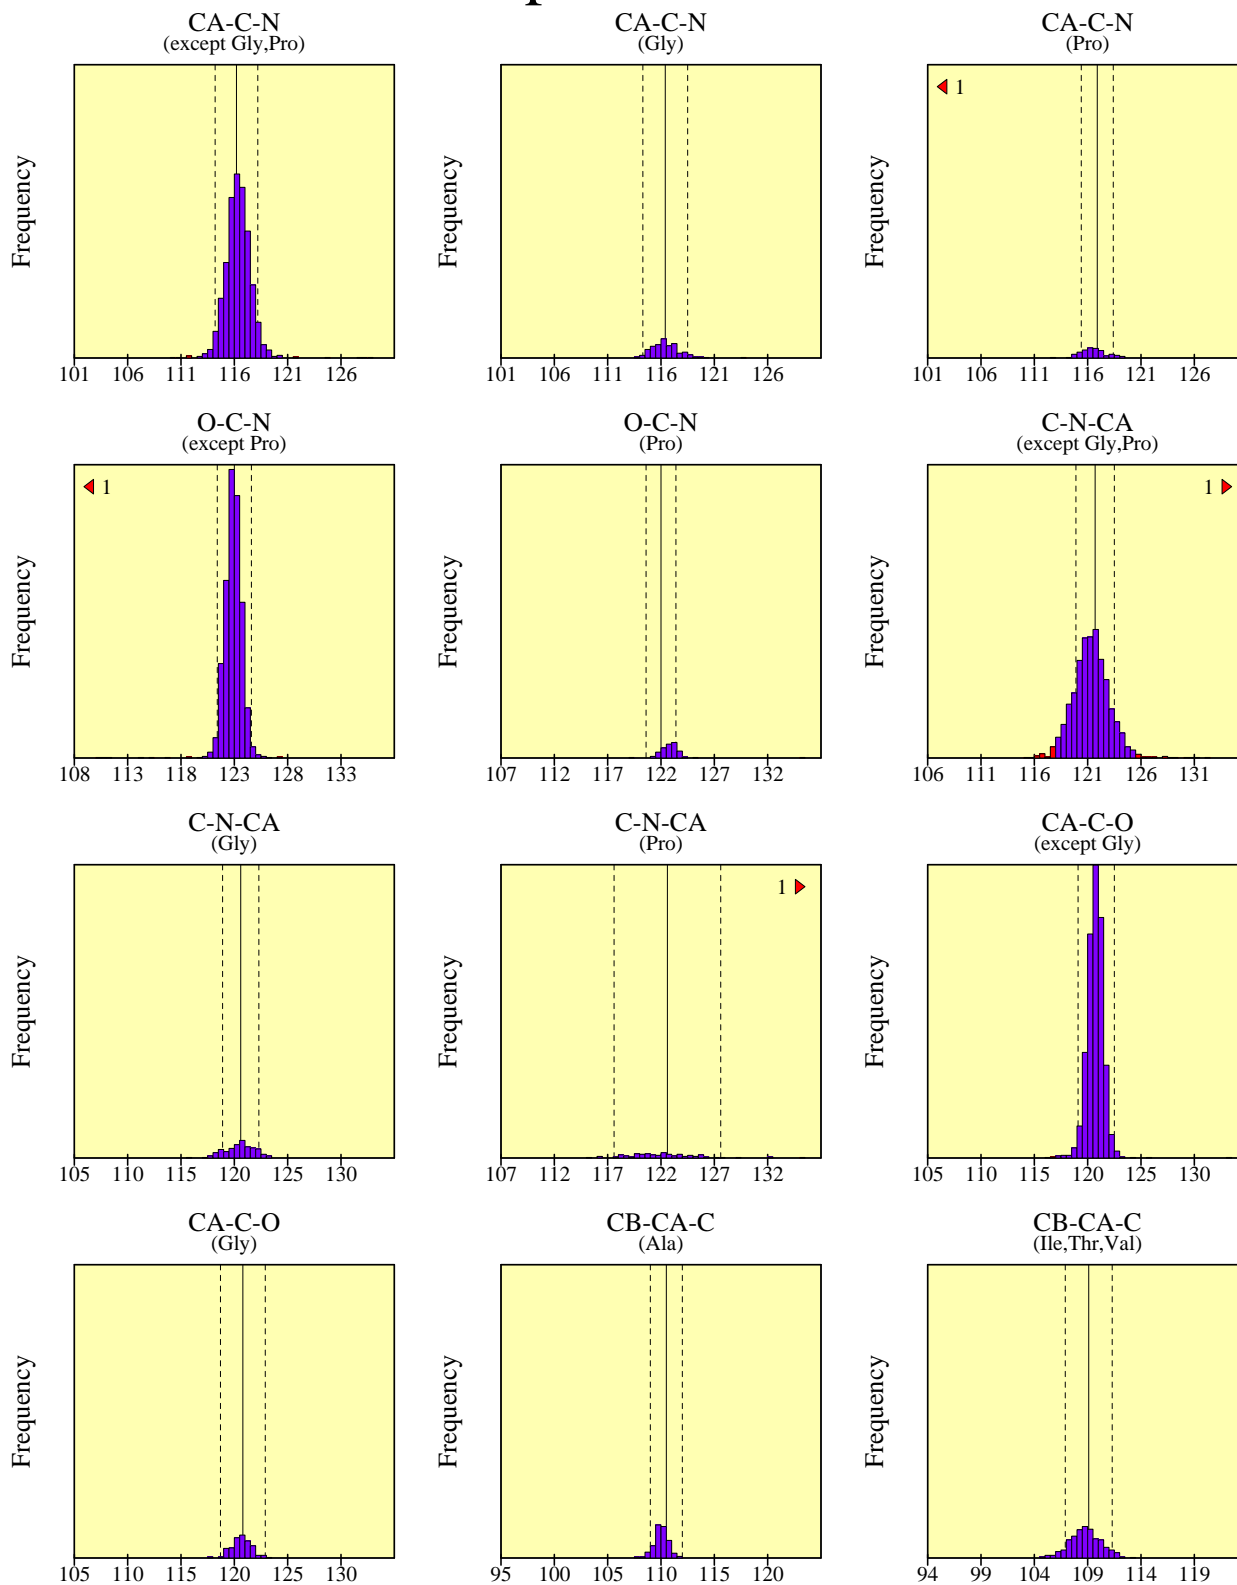 CA-C-N CA-C-N CA-C-N
(except Gly,Pro) (Gly) (Pro)
1
Frequency Frequency Frequency
101 106 111 116 121 126 101 106 111 116 121 126 101 106 111 116 121 126
O-C-N O-C-N C-N-CA
(except Pro) (Pro) (except Gly,Pro)
1 1
Frequency Frequency Frequency
108 113 118 123 128 133 107 112 117 122 127 132 106 111 116 121 126 131
C-N-CA C-N-CA CA-C-O
(Gly) (Pro) (except Gly)
1
Frequency Frequency Frequency
105 110 115 120 125 130 107 112 117 122 127 132 105 110 115 120 125 130
CA-C-O CB-CA-C CB-CA-C
(Gly) (Ala) (Ile,Thr,Val)
Frequency Frequency Frequency
105 110 115 120 125 130 95 100 105 110 115 120 94 99 104 109 114 119